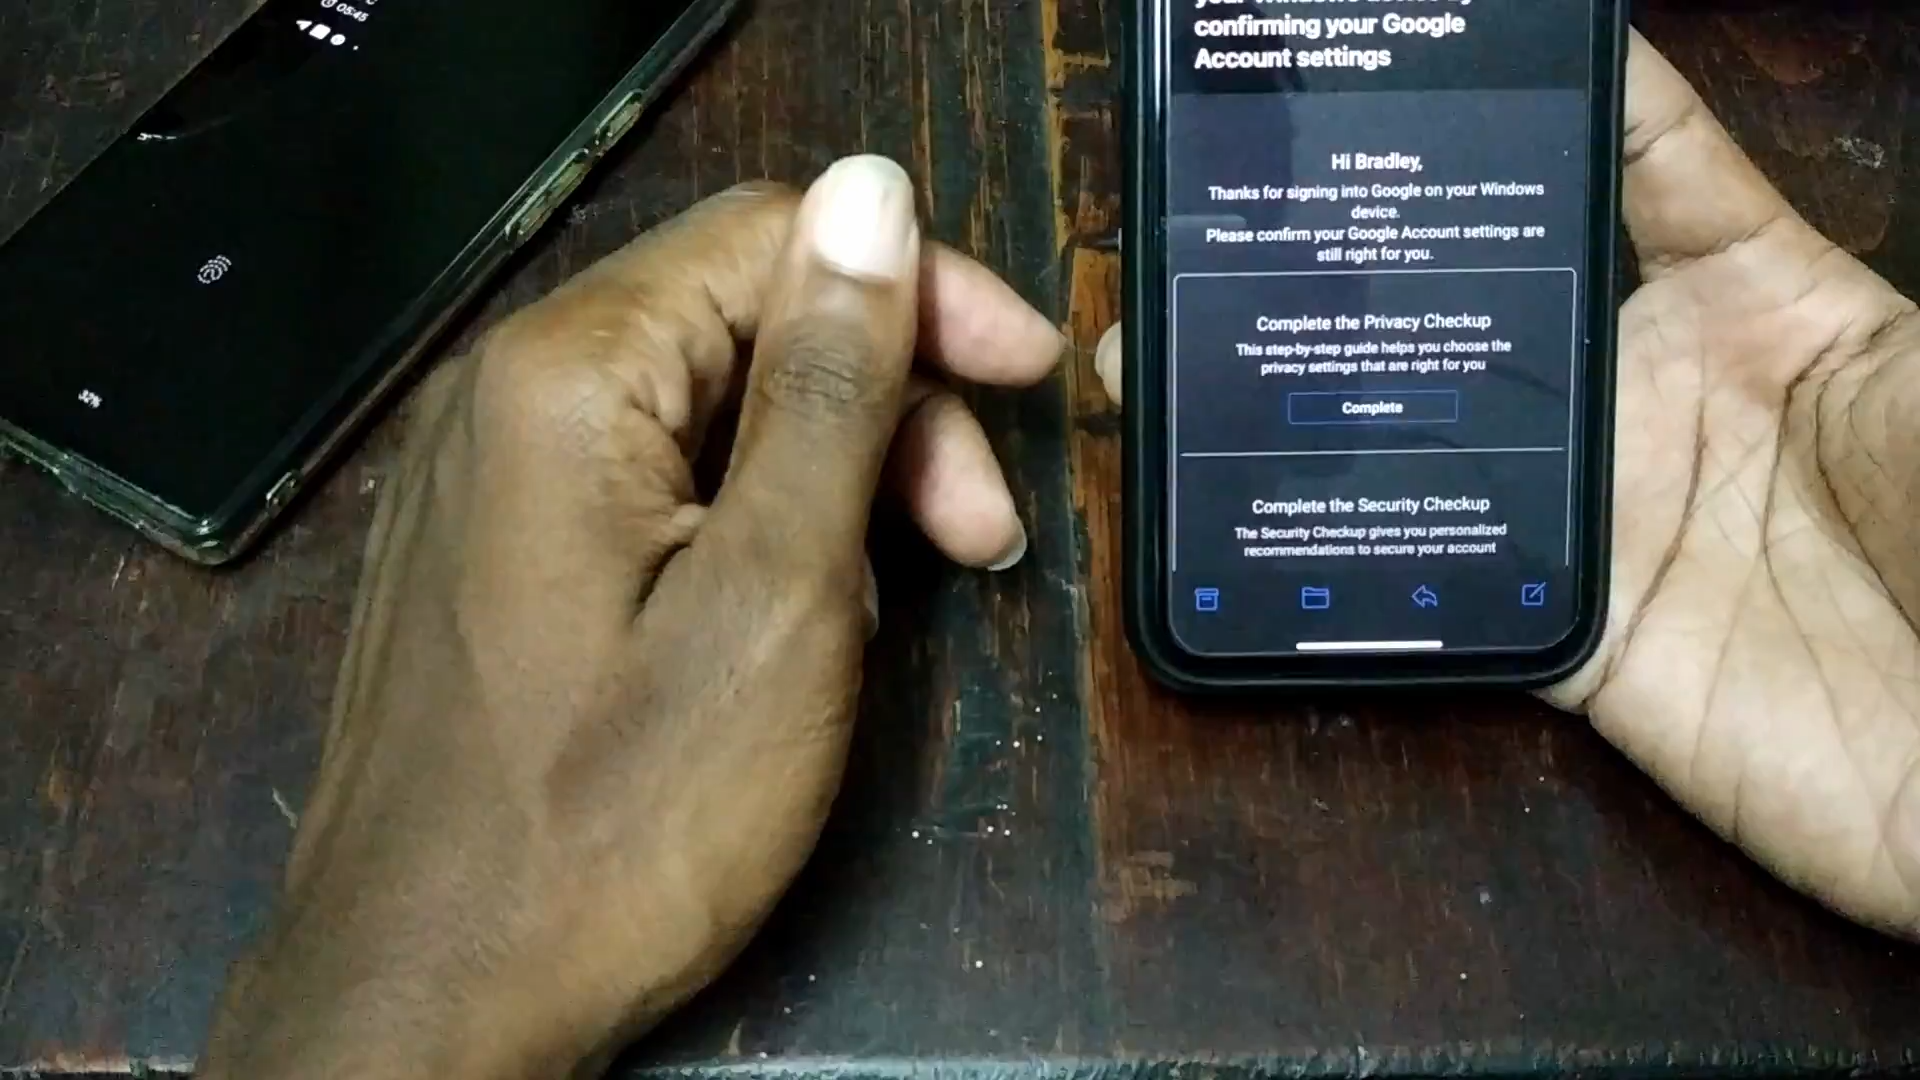 05:45
32%
confirming your Google
Account settings
Hi Bradley,
Thanks for signing into Google on your Windows
device.
Please confirm your Google Account settings are
still right for you.
Complete the Privacy Checkup
This step-by-step guide helps you choose the
privacy settings that are right for you
Complete
Complete the Security Checkup
The Security Checkup gives you personalized
recommendations to secure your account